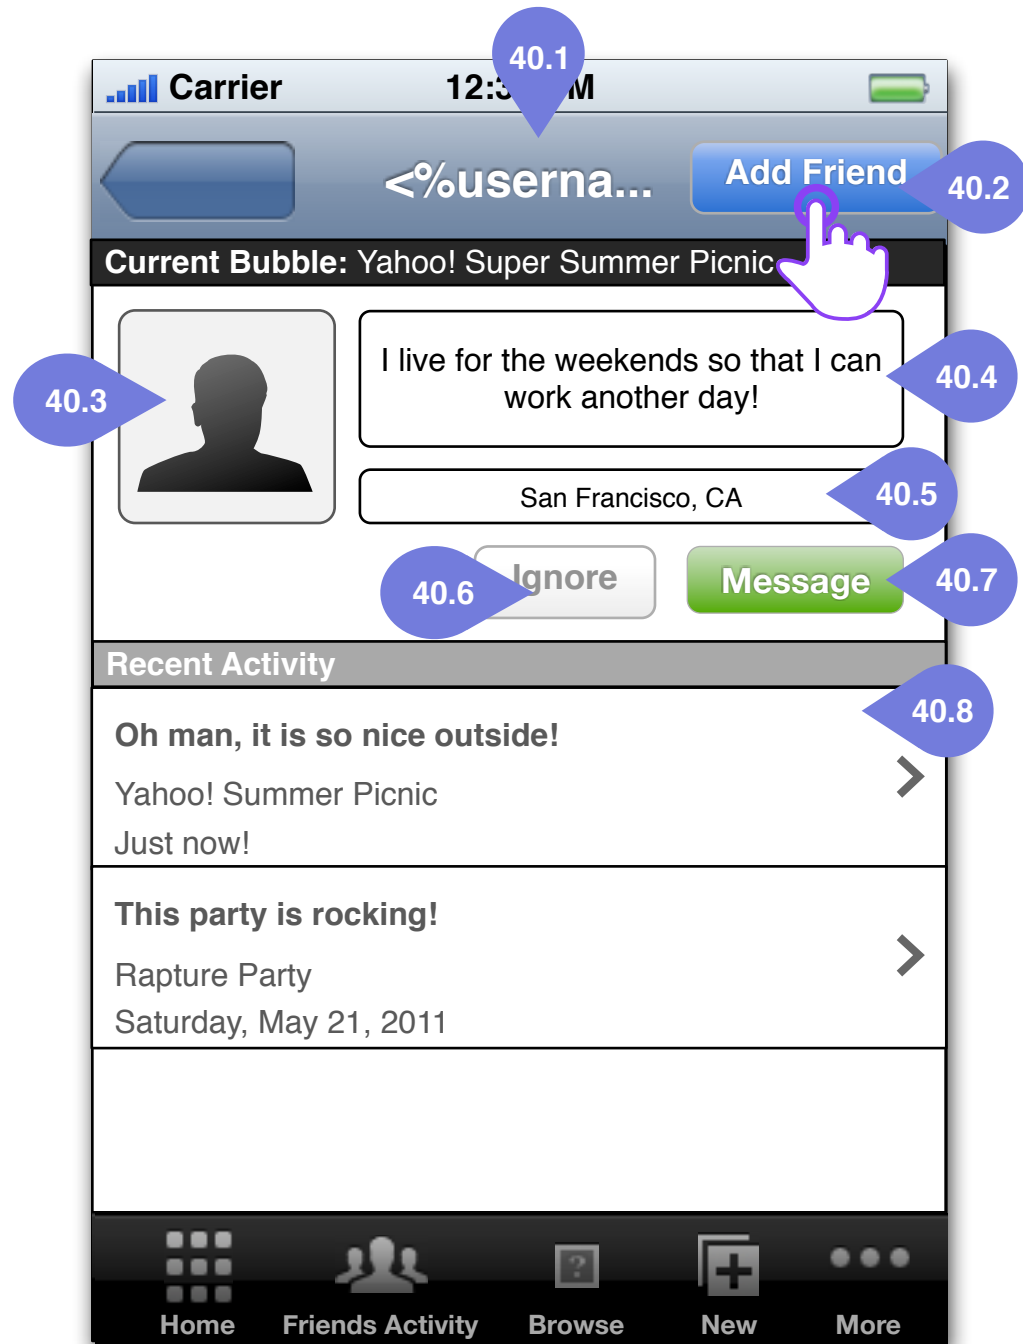 40.1
Carrier 12:3 M
<%userna... Add Friend
40.2
Current Bubble: Yahoo! Super Summer Picnic
I live for the weekends so that I can
work another day!
40.3
40.4
San Francisco, CA
40.5
40.6
Ignore
Message
40.7
Recent Activity
40.8
Oh man, it is so nice outside!
Yahoo! Summer Picnic
Just now!
This party is rocking!
Rapture Party
Saturday, May 21, 2011
?
Home Friends Activity Browse New More